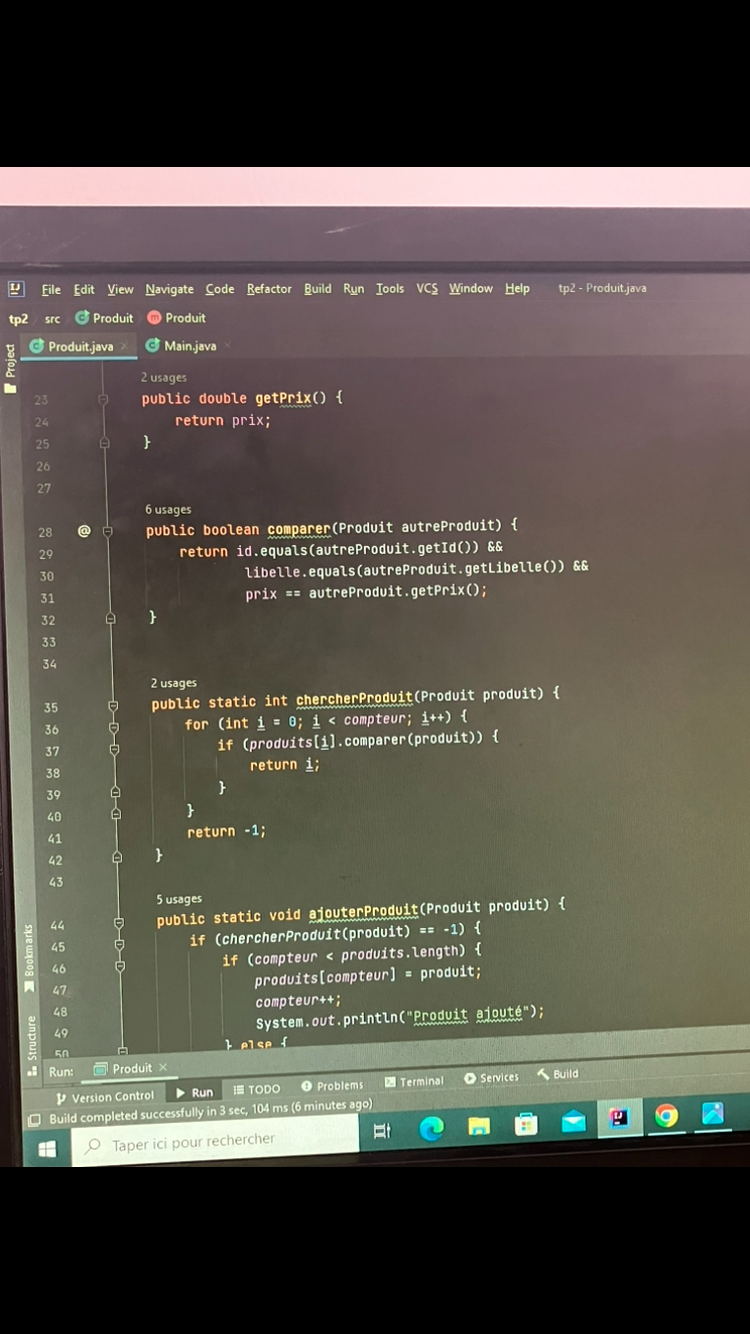 File Edit View Navigate Code Refactor Build Run Tools VCS Window Help tp2 - Produit.java
tp2 src Produit Produit
Project
Produit.java Main.java
2 usages
23 public double getPrix() {
24 return prix;
25 }
26
27
6 usages
28 @ public boolean comparer(Produit autreProduit) {
29 return id.equals(autreProduit.getId()) &&
30 libelle.equals(autreProduit.getLibelle()) &&
31 prix == autreProduit.getPrix();
32 }
33
34
2 usages
35 public static int chercherProduit(Produit produit) {
36 for (int i = 0; i < compteur; i++) {
37 if (produits[i].comparer(produit)) {
38 return i;
39 }
40 }
41 return -1;
42 }
43
5 usages
44 public static void ajouterProduit(Produit produit) {
45 if (chercherProduit(produit) == -1) {
46 if (compteur < produits.length) {
47 produits[compteur] = produit;
48 compteur++;
49 System.out.println("Produit ajouté");
50 } else {
Bookmarks
Structure
Run: Produit
Version Control Run TODO Problems Terminal Services Build
Build completed successfully in 3 sec, 104 ms (6 minutes ago)
Taper ici pour rechercher